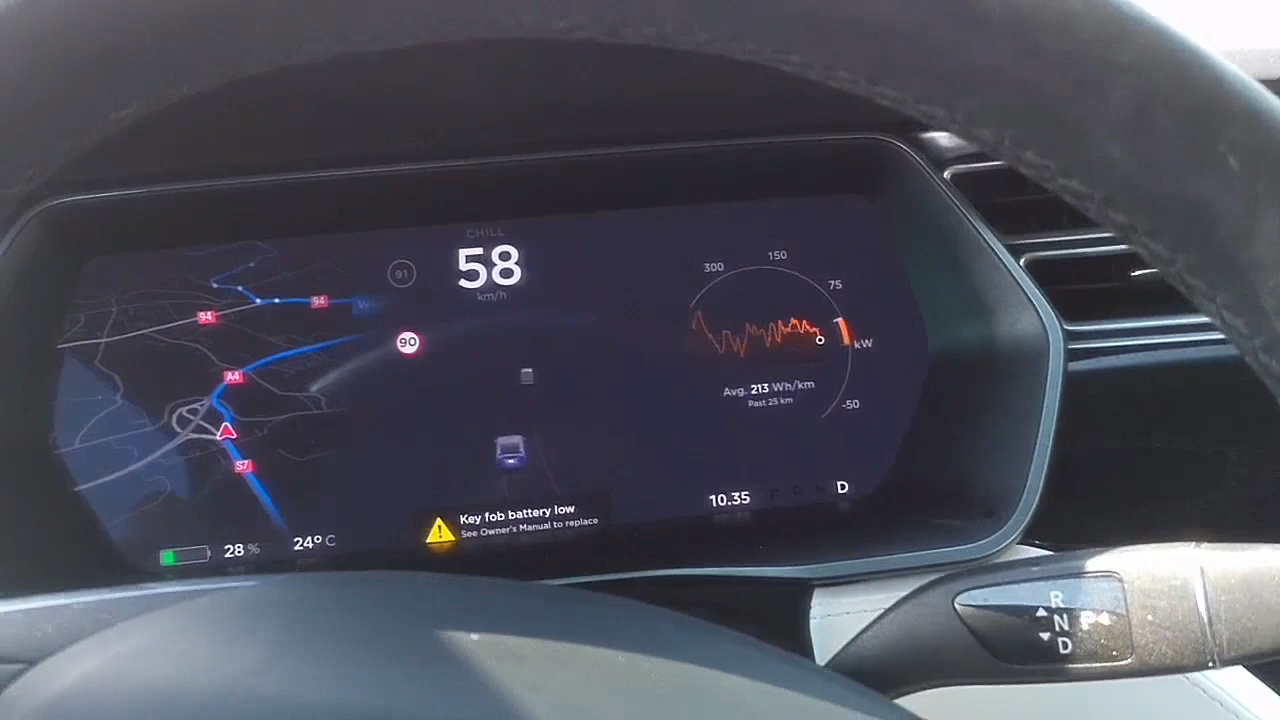 CHILL
58
km/h
91
90
94
94
A4
S7
300
150
75
kW
-50
Avg. 213 Wh/km
Past 25 km
Key fob battery low
See Owner's Manual to replace
10.35
D
28 %
24° C
R
N P
D